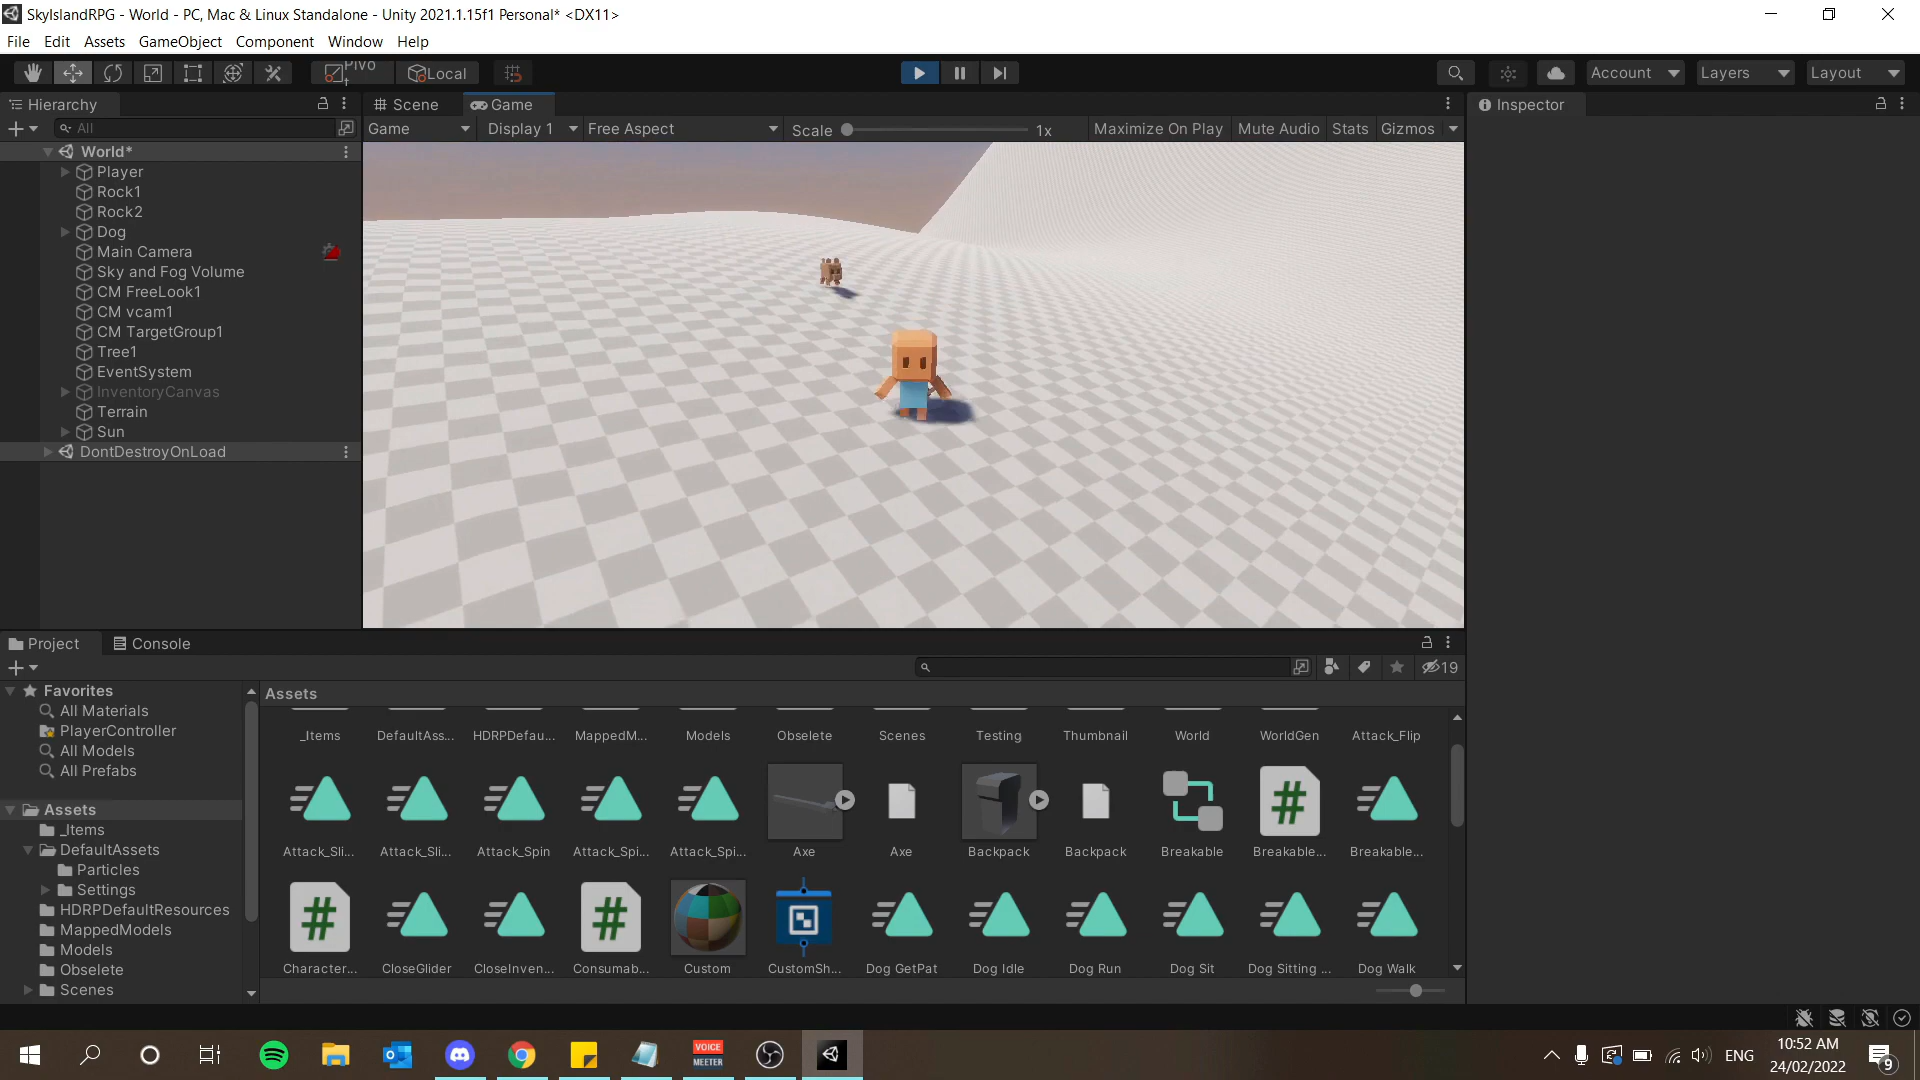 SkyIslandRPG - World - PC, Mac & Linux Standalone - Unity 2021.1.15f1 Personal* <DX11>
File Edit Assets GameObject Component Window Help
Pivot Local Account Layers Layout
Hierarchy
All
World*
Player
Rock1
Rock2
Dog
Main Camera
Sky and Fog Volume
CM FreeLook1
CM vcam1
CM TargetGroup1
Tree1
EventSystem
InventoryCanvas
Terrain
Sun
DontDestroyOnLoad
Scene Game
Game Display 1 Free Aspect Scale 1x Maximize On Play Mute Audio Stats Gizmos
Inspector
Project Console
19
Favorites
All Materials
PlayerController
All Models
All Prefabs
Assets
_Items
DefaultAssets
Particles
Settings
HDRPDefaultResources
MappedModels
Models
Obselete
Scenes
Assets
_Items DefaultAss... HDRPDefau... MappedM... Models Obselete Scenes Testing Thumbnail World WorldGen Attack_Flip
Attack_Sli... Attack_Sli... Attack_Spin Attack_Spi... Attack_Spi... Axe Axe Backpack Backpack Breakable Breakable... Breakable...
Character... CloseGlider CloseInven... Consumab... Custom CustomSh... Dog GetPat Dog Idle Dog Run Dog Sit Dog Sitting ... Dog Walk
VOICE
MEETER
ENG
10:52 AM
24/02/2022
9